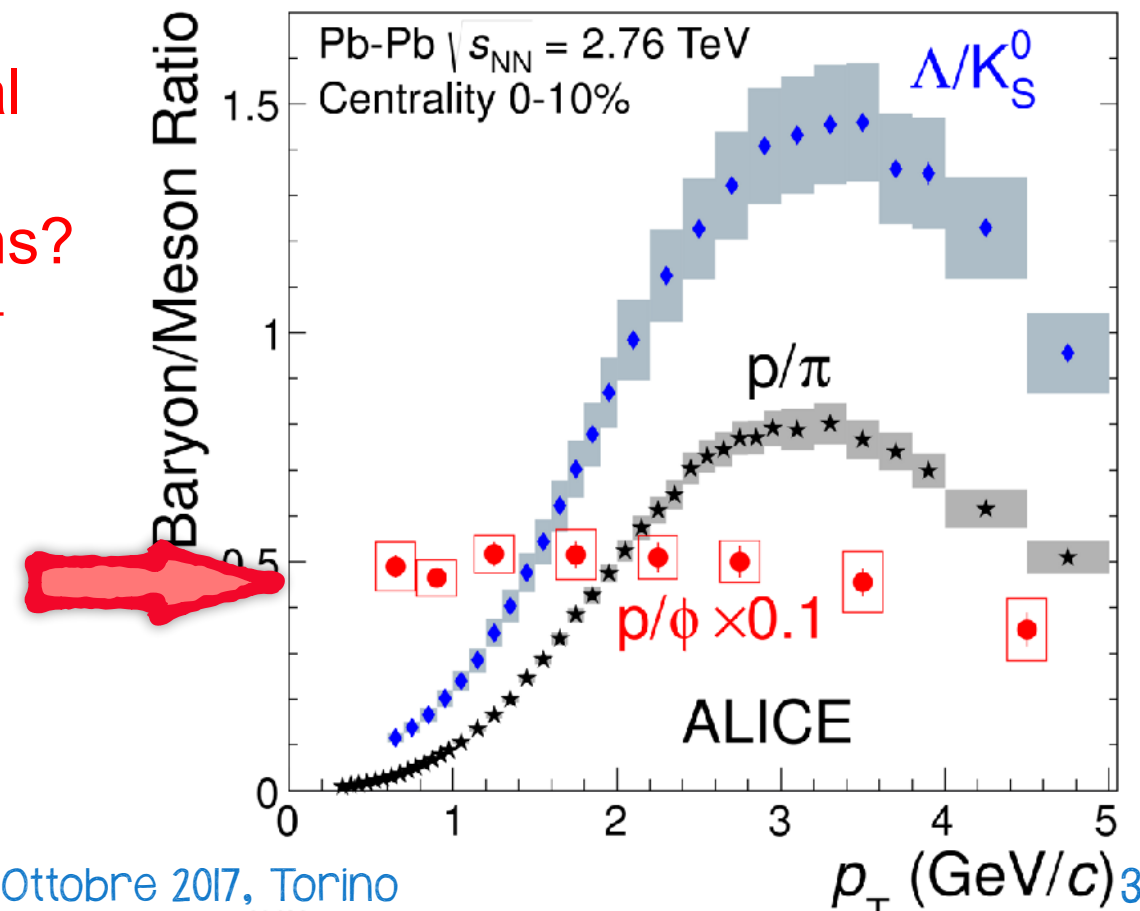 al
ns?
Baryon/Meson Ratio
Pb-Pb √sNN = 2.76 TeV
Centrality 0-10%
Λ/K⁰S
p/π
p/ϕ ×0.1
ALICE
1.5
1
0.5
0
0 1 2 3 4 5
pT (GeV/c)
Ottobre 2017, Torino
3